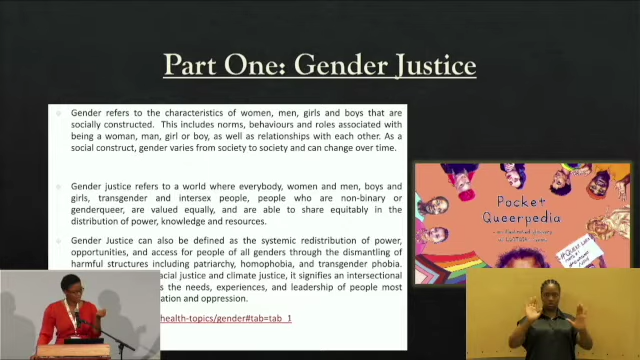 Part One: Gender Justice
Gender refers to the characteristics of women, men, girls and boys that are
socially constructed. This includes norms, behaviours and roles associated with
being a woman, man, girl or boy, as well as relationships with each other. As a
social construct, gender varies from society to society and can change over time.
Gender justice refers to a world where everybody, women and men, boys and
girls, transgender and intersex people, people who are non-binary or
genderqueer, are valued equally, and are able to share equitably in the
distribution of power, knowledge and resources.
Gender Justice can also be defined as the systemic redistribution of power,
opportunities, and access for people of all genders through the dismantling of
harmful structures including patriarchy, homophobia, and transgender phobia.
acial justice and climate justice, it signifies an intersectional
s the needs, experiences, and leadership of people most
ation and oppression.
health-topics/gender#tab=tab_1
Pocket
Queerpedia